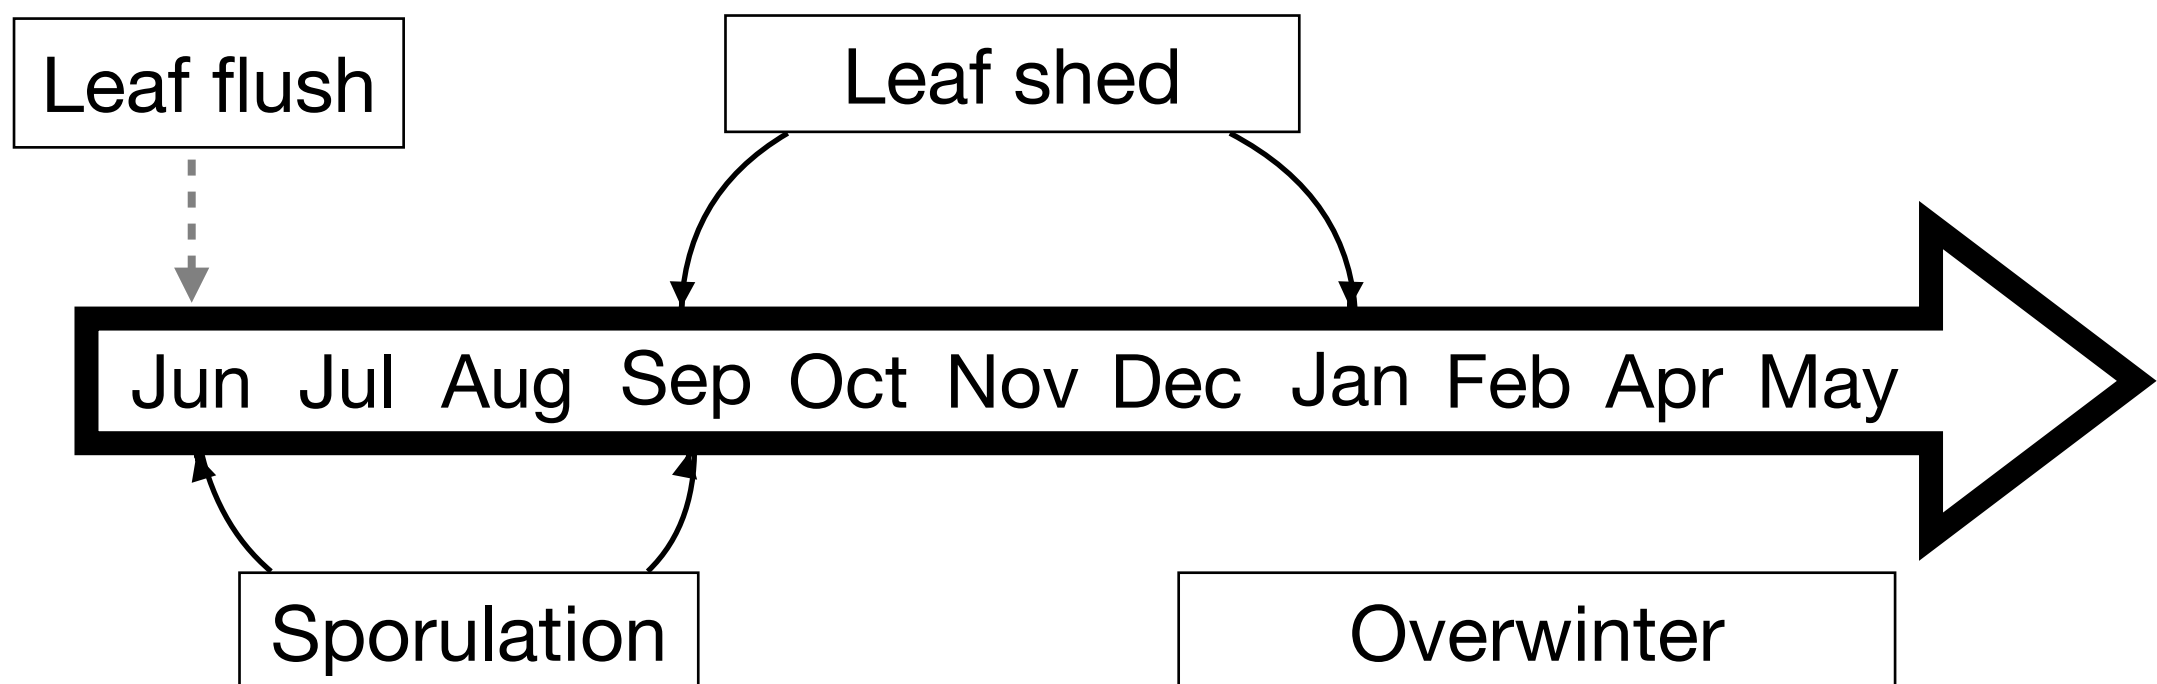 Leaf flush
Leaf shed
Jun Jul Aug Sep Oct Nov Dec Jan Feb Apr May
Sporulation
Overwinter